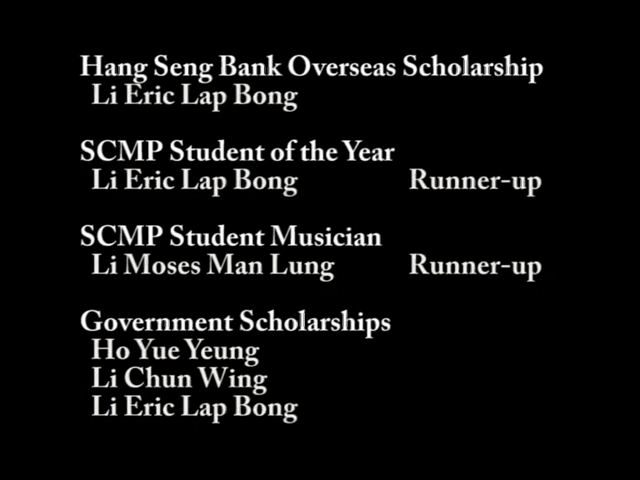 Hang Seng Bank Overseas Scholarship
Li Eric Lap Bong
SCMP Student of the Year
Li Eric Lap Bong Runner-up
SCMP Student Musician
Li Moses Man Lung Runner-up
Government Scholarships
Ho Yue Yeung
Li Chun Wing
Li Eric Lap Bong